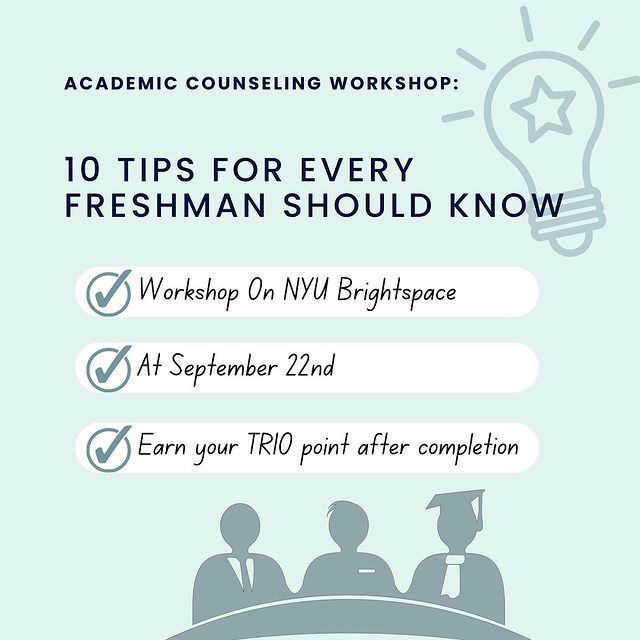 ACADEMIC COUNSELING WORKSHOP:
10 TIPS FOR EVERY
FRESHMAN SHOULD KNOW
Workshop On NYU Brightspace
At September 22nd
Earn your TRIO point after completion